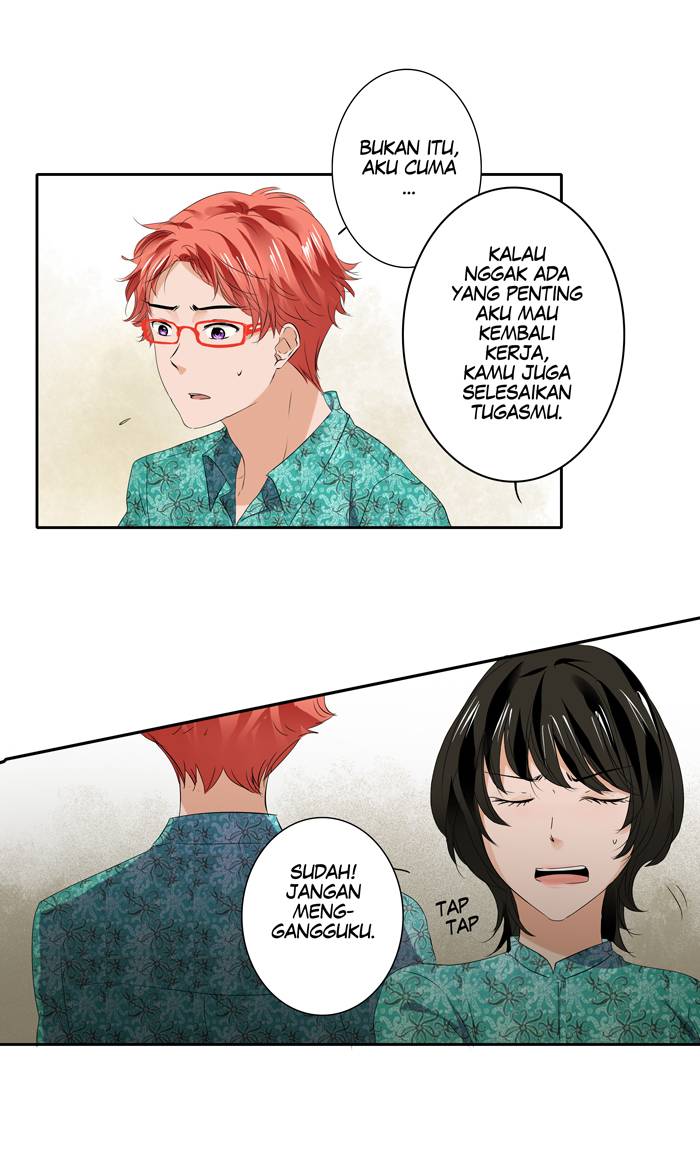 BUKAN ITU,
AKU CUMA
...
KALAU
NGGAK ADA
YANG PENTING
AKU MAU
KEMBALI
KERJA,
KAMU JUGA
SELESAIKAN
TUGASMU.
SUDAH!
JANGAN
MENG-
GANGGUKU.
TAP
TAP